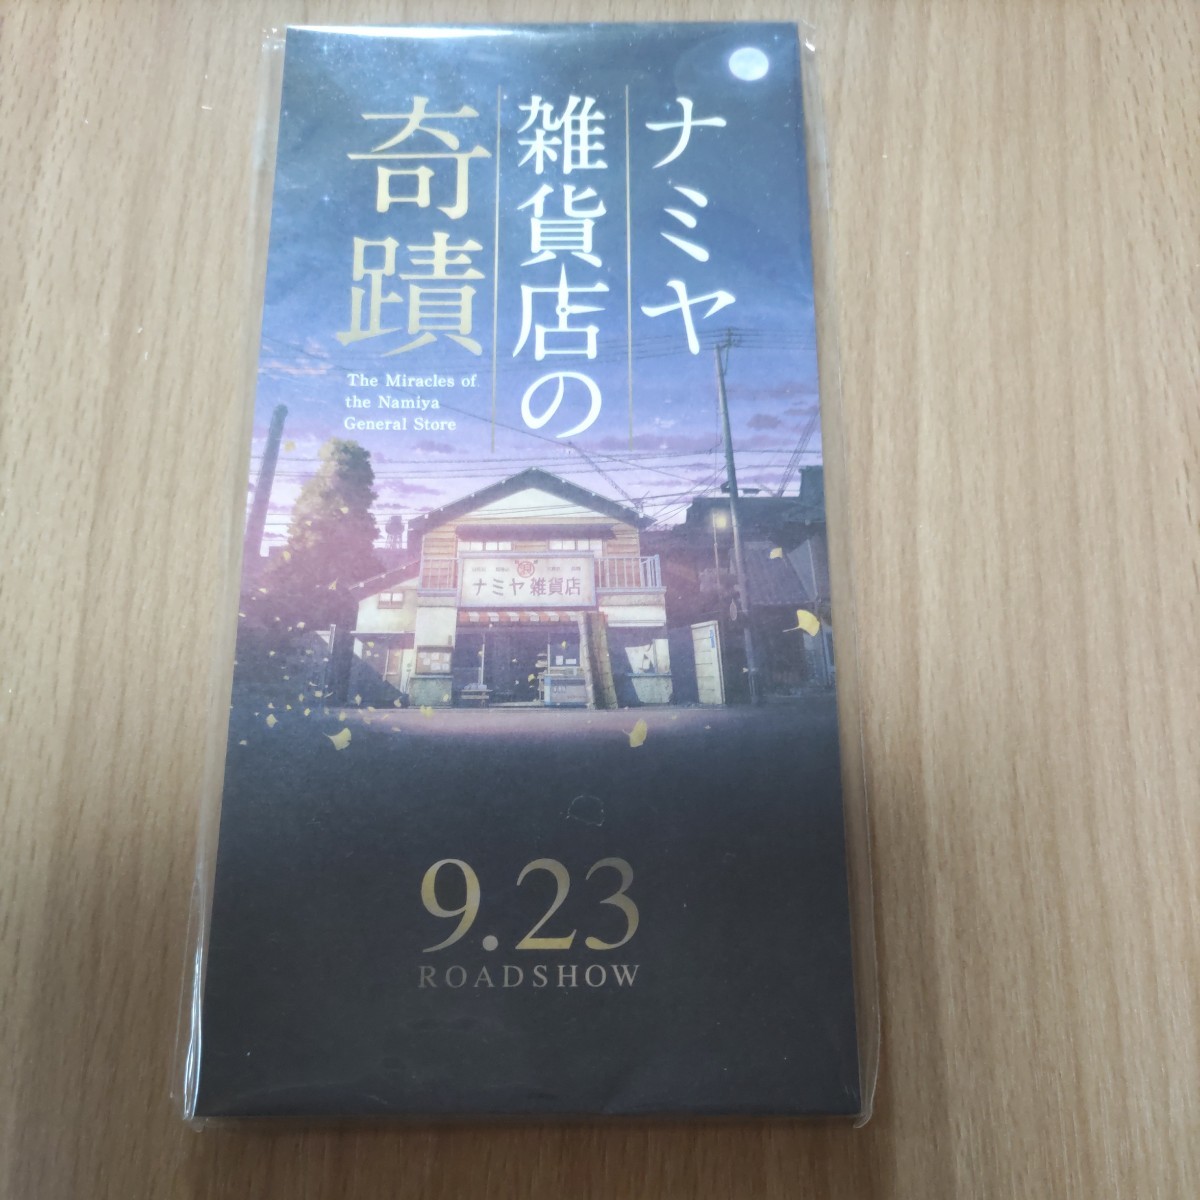 ナミヤ
雑貨店の
奇蹟
The Miracles of
the Namiya
General Store
ナミヤ 雑貨店
9.23
ROADSHOW